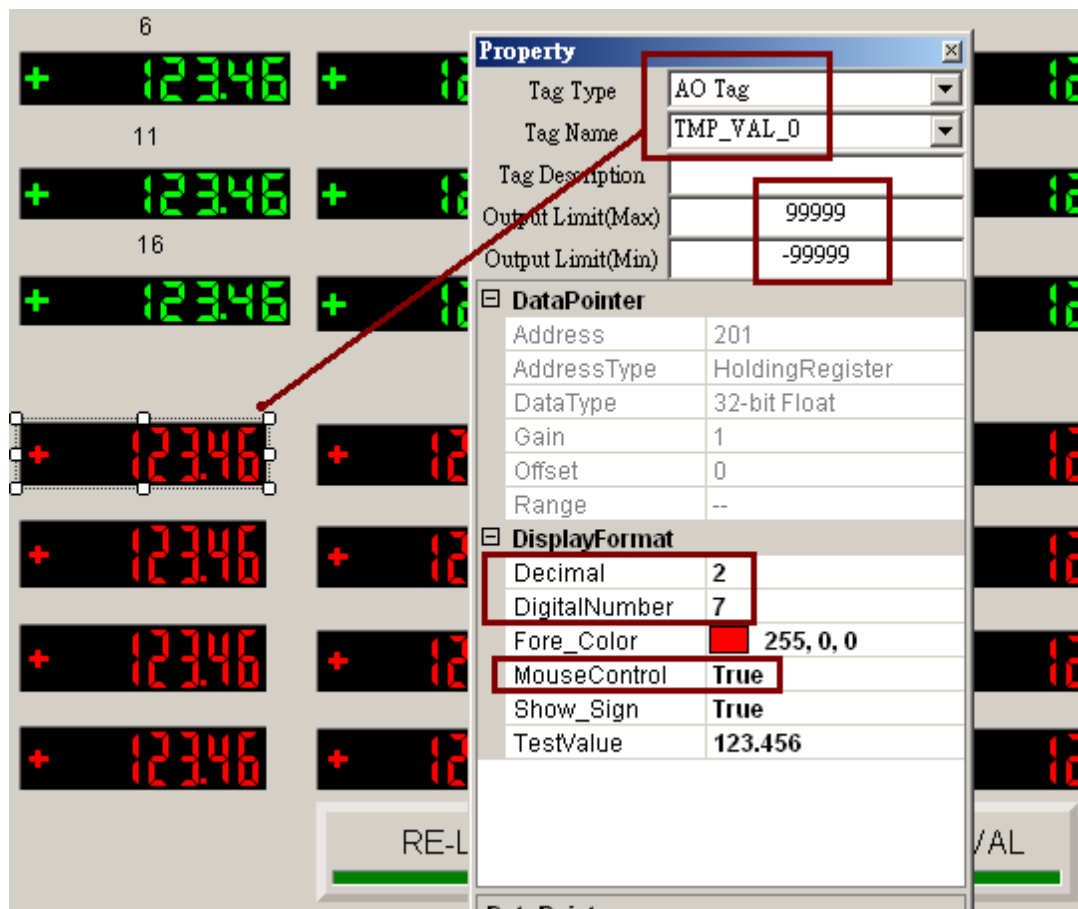 6
+ 123.46 +
11
+ 123.46 +
16
+ 123.46 +
+ 123.46 +
+ 123.46 +
+ 123.46 +
+ 123.46 +
RE-L
VAL
Property
Tag Type AO Tag
Tag Name TMP_VAL_0
Tag Description
Output Limit(Max) 99999
Output Limit(Min) -99999
DataPointer
Address 201
AddressType HoldingRegister
DataType 32-bit Float
Gain 1
Offset 0
Range --
DisplayFormat
Decimal 2
DigitalNumber 7
Fore_Color 255, 0, 0
MouseControl True
Show_Sign True
TestValue 123.456